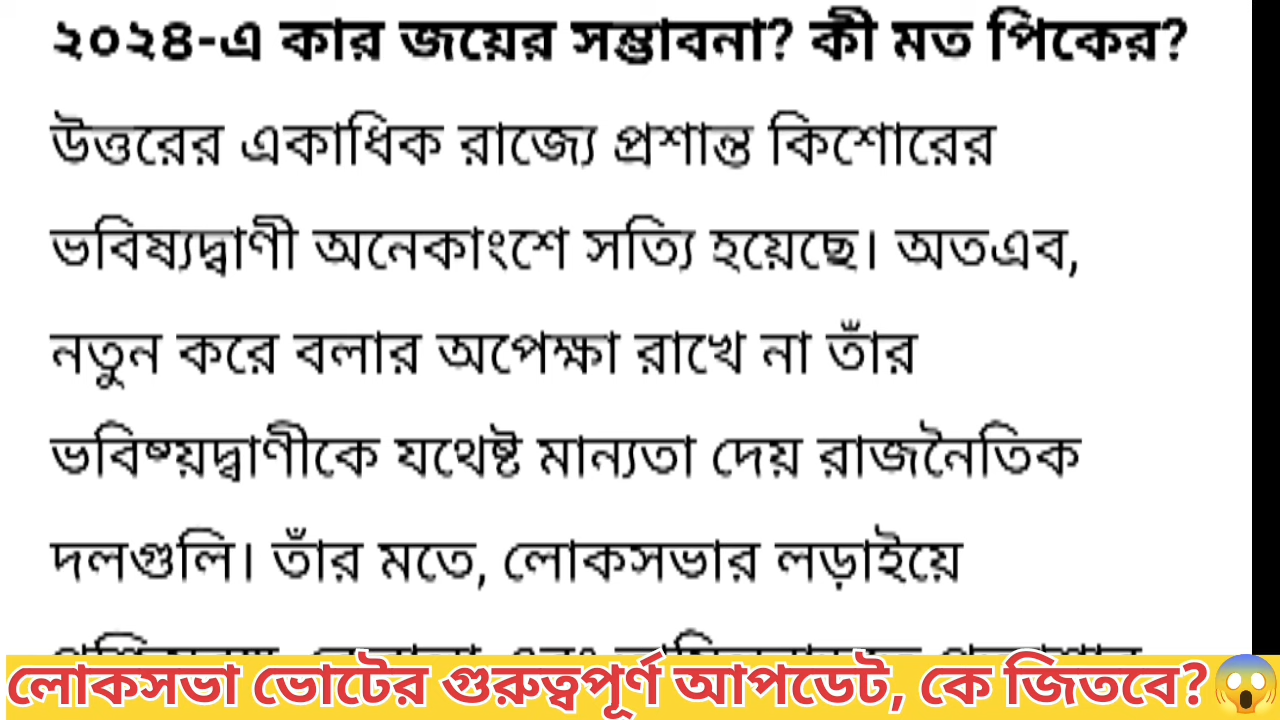 ২০২৪-এ কার জয়ের সম্ভাবনা? কী মত পিকের?
উত্তরের একাধিক রাজ্যে প্রশান্ত কিশোরের
ভবিষ্যদ্বাণী অনেকাংশে সত্যি হয়েছে। অতএব,
নতুন করে বলার অপেক্ষা রাখে না তাঁর
ভবিষ্য়দ্বাণীকে যথেষ্ট মান্যতা দেয় রাজনৈতিক
দলগুলি। তাঁর মতে, লোকসভার লড়াইয়ে
লোকসভা ভোটের গুরুত্বপূর্ণ আপডেট, কে জিতবে?😱